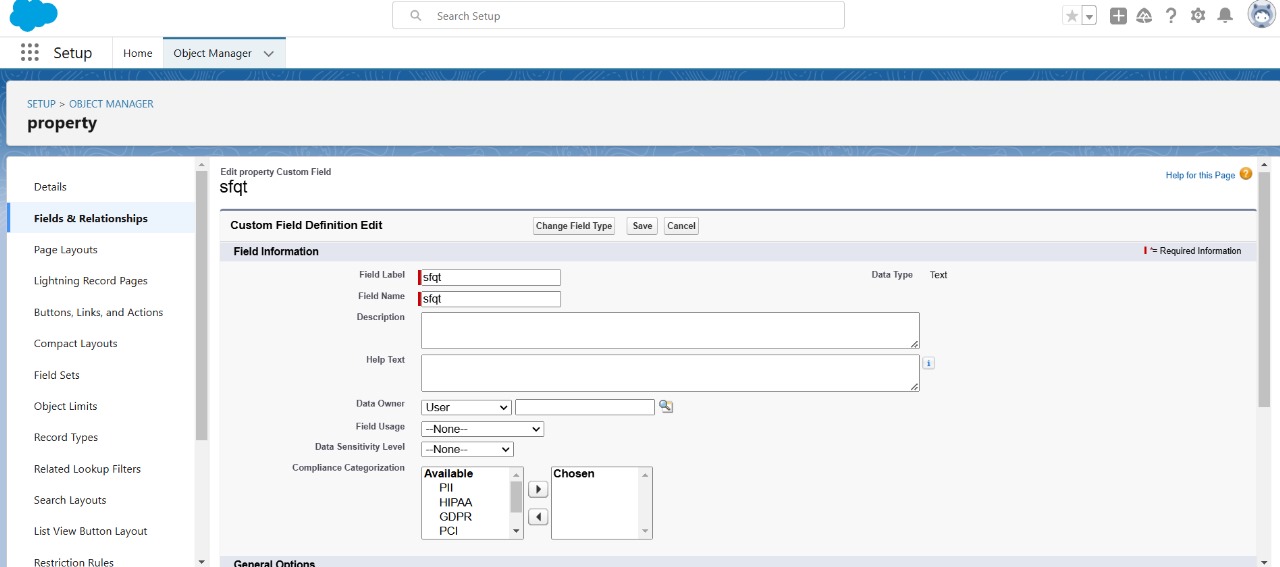 Search Setup
Setup
Home
Object Manager
SETUP > OBJECT MANAGER
property
Details
Fields & Relationships
Page Layouts
Lightning Record Pages
Buttons, Links, and Actions
Compact Layouts
Field Sets
Object Limits
Record Types
Related Lookup Filters
Search Layouts
List View Button Layout
Restriction Rules
Edit property Custom Field
sfqt
Help for this Page
Custom Field Definition Edit
Change Field Type
Save
Cancel
Field Information
= Required Information
Field Label sfqt
Data Type Text
Field Name sfqt
Description
Help Text
Data Owner User
Field Usage --None--
Data Sensitivity Level --None--
Compliance Categorization
Available
PII
HIPAA
GDPR
PCI
Chosen
General Options